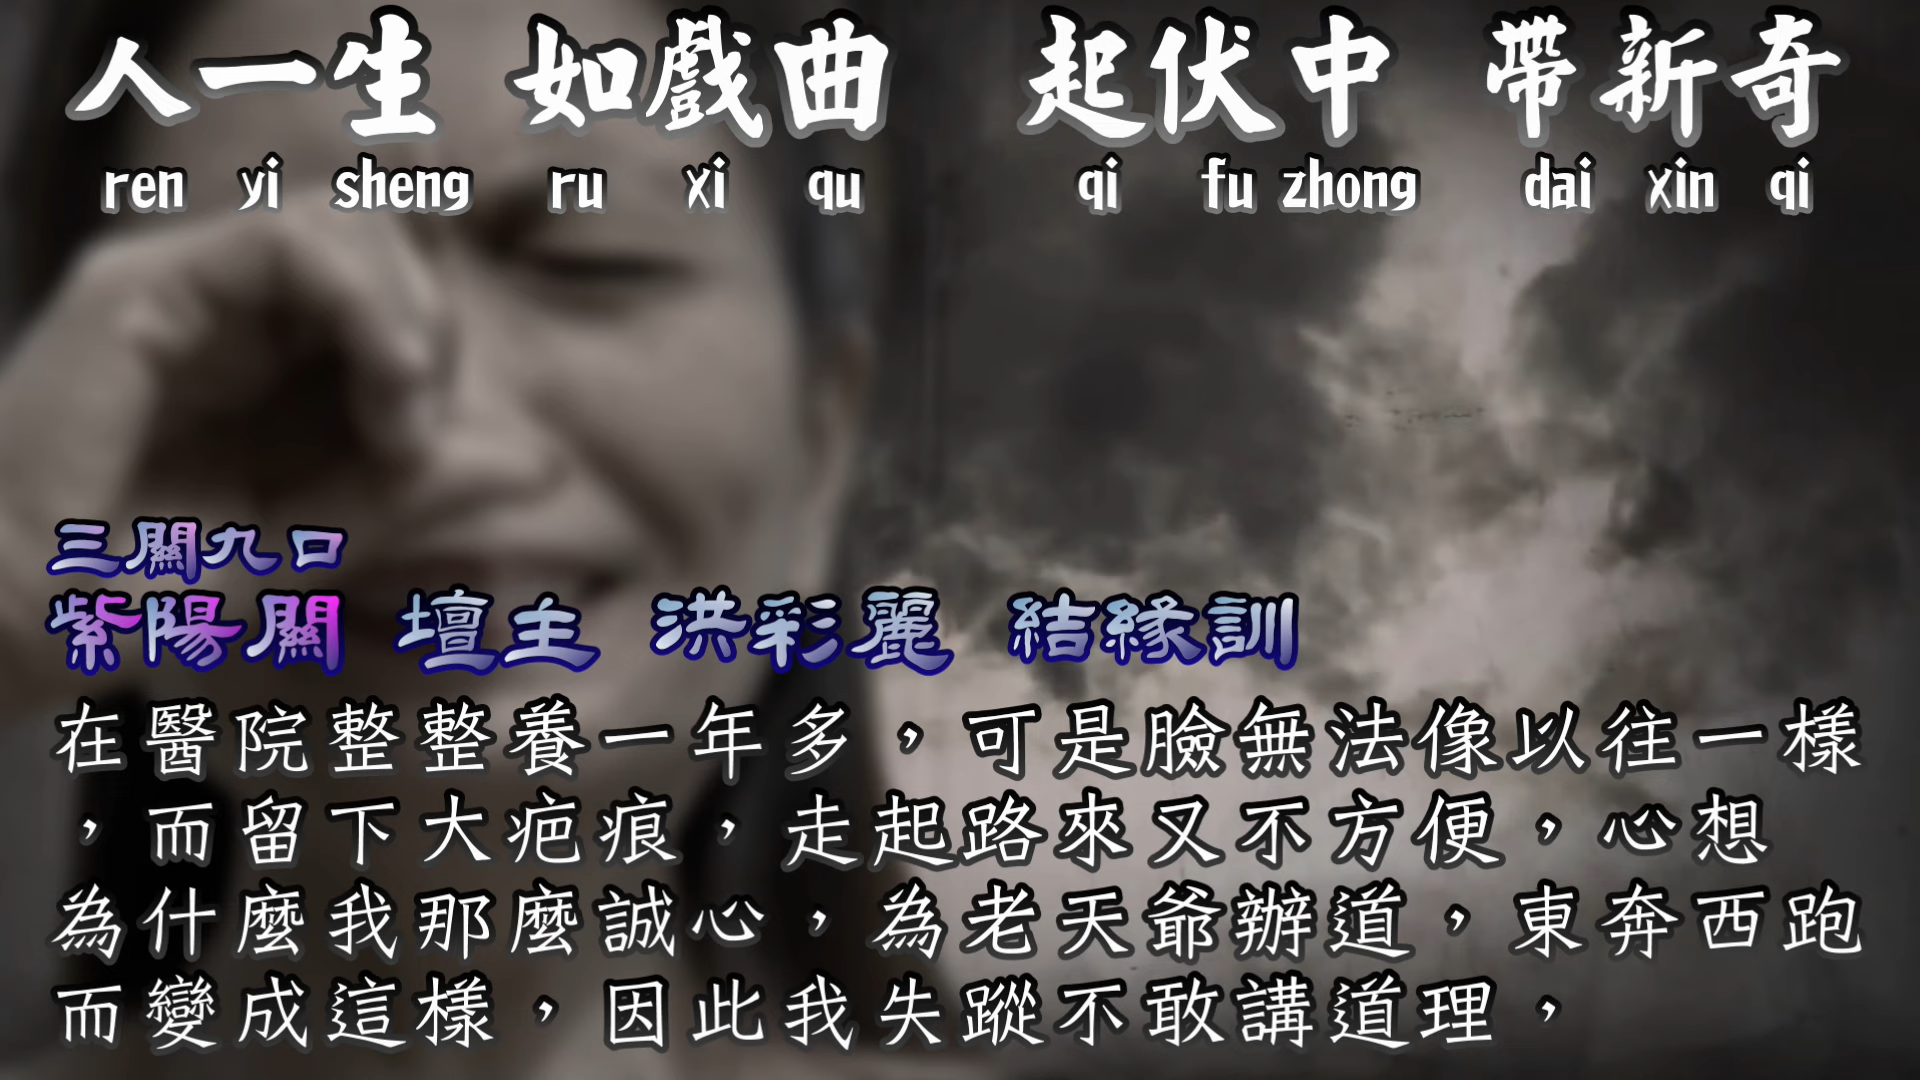 人一生 如戲曲 起伏中 帶新奇
ren yi sheng ru xi qu qi fu zhong dai xin qi
三關九口
紫陽關 壇主 洪彩麗 結緣訓
在醫院整整養一年多，可是臉無法像以往一樣
，而留下大疤痕，走起路來又不方便，心想
為什麼我那麼誠心，為老天爺辦道，東奔西跑
而變成這樣，因此我失蹤不敢講道理，